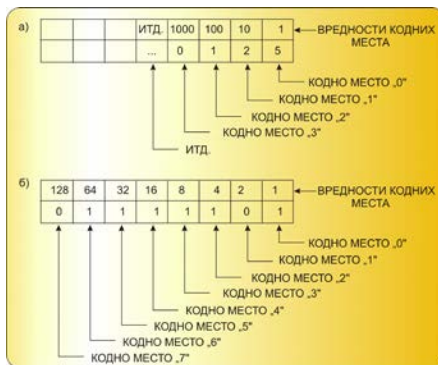 а) ИТД. 1000 100 10 1 ВРЕДНОСТИ КОДНИХ МЕСТА
... 0 1 2 5
КОДНО МЕСТО „0"
КОДНО МЕСТО „1"
КОДНО МЕСТО „2"
КОДНО МЕСТО „3"
ИТД.
б) 128 64 32 16 8 4 2 1 ВРЕДНОСТИ КОДНИХ МЕСТА
0 1 1 1 1 1 0 1
КОДНО МЕСТО „0"
КОДНО МЕСТО „1"
КОДНО МЕСТО „2"
КОДНО МЕСТО „3"
КОДНО МЕСТО „4"
КОДНО МЕСТО „5"
КОДНО МЕСТО „6"
КОДНО МЕСТО „7"